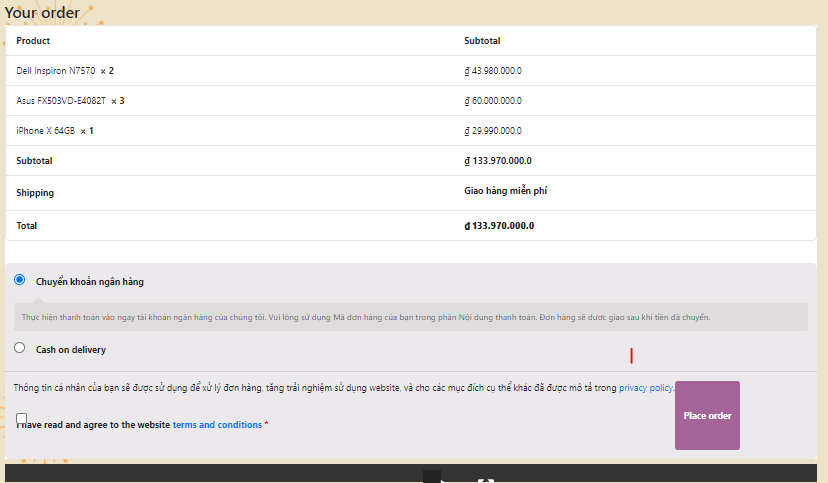 Your order
Product Subtotal
Dell Inspiron N7570 × 2 ₫ 43.980.000.0
Asus FX503VD-E4082T × 3 ₫ 60.000.000.0
iPhone X 64GB × 1 ₫ 29.990.000.0
Subtotal ₫ 133.970.000.0
Shipping Giao hàng miễn phí
Total ₫ 133.970.000.0
Chuyển khoản ngân hàng
Thực hiện thanh toán vào ngay tài khoản ngân hàng của chúng tôi. Vui lòng sử dụng Mã đơn hàng của bạn trong phần Nội dung thanh toán. Đơn hàng sẽ được giao sau khi tiền đã chuyển.
Cash on delivery
Thông tin cá nhân của bạn sẽ được sử dụng để xử lý đơn hàng, tăng trải nghiệm sử dụng website, và cho các mục đích cụ thể khác đã được mô tả trong privacy policy.
Place order
I have read and agree to the website terms and conditions *